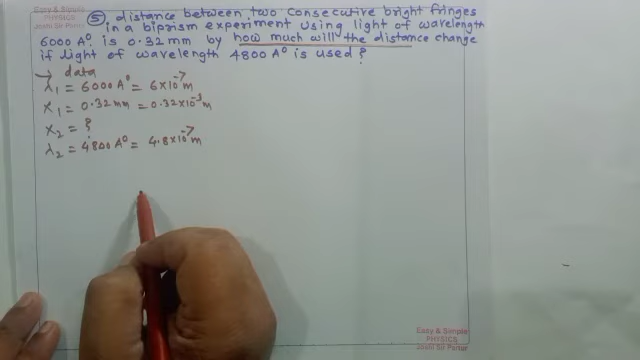 Easy & Simple
PHYSICS
Joshi Sir Portur
⑤ distance between two consecutive bright fringes
in a biprism experiment using light of wavelength
6000 A° is 0.32 mm by how much will the distance change
if light of wavelength 4800 A° is used ?
→ data
λ₁ = 6000 A° = 6×10⁻⁷ m
X₁ = 0.32 mm = 0.32×10⁻³ m
X₂ = ?
λ₂ = 4800 A° = 4.8×10⁻⁷ m
Easy & Simple
PHYSICS
Joshi Sir Portur